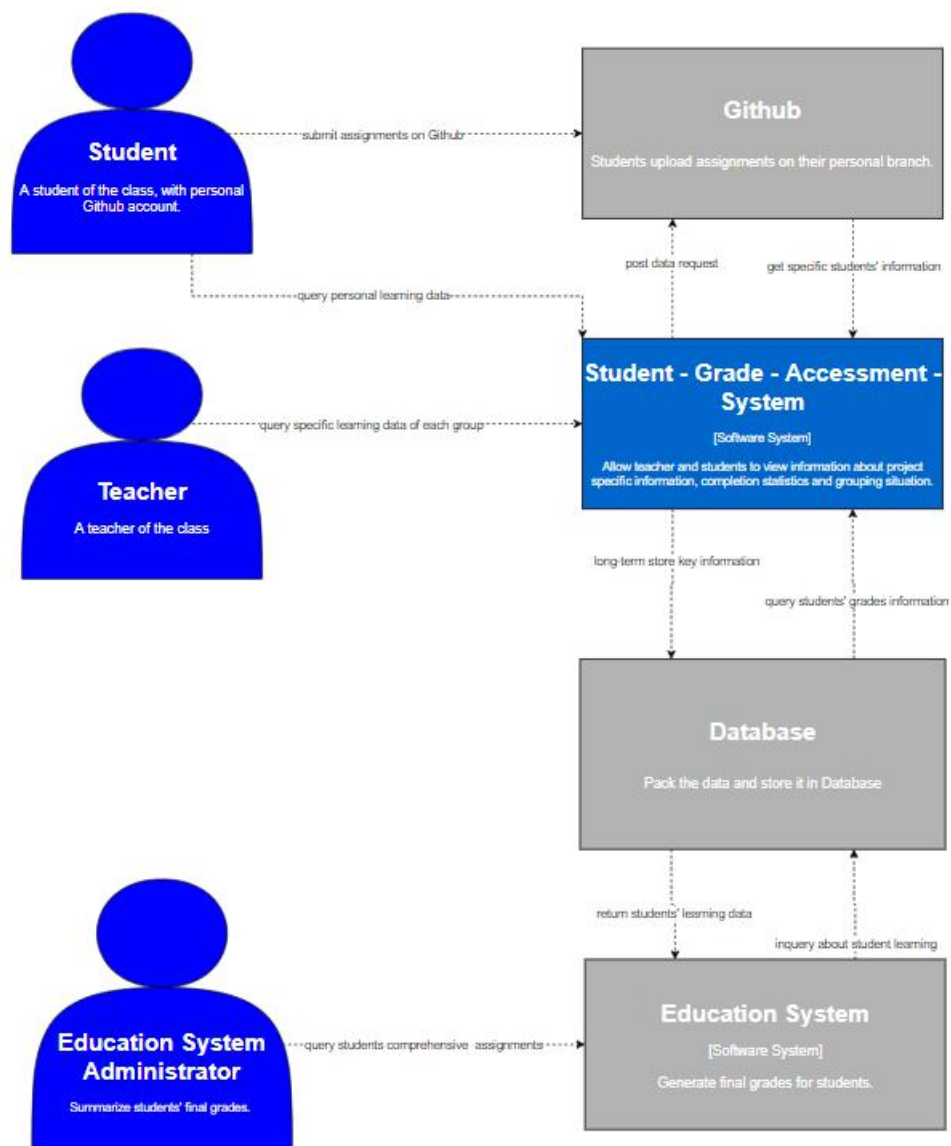 Github
Students upload assignments on their personal branch.
submit assignments on Github
Student
A student of the class, with personal
Github account.
post data request
get specific students' information
query personal learning data
Student - Grade - Accessment -
System
[Software System]
Allow teacher and students to view information about project
specific information, completion statistics and grouping situation.
query specific learning data of each group
Teacher
A teacher of the class
long-term store key information
query students' grades information
Database
Pack the data and store it in Database
return students' learning data
inquery about student learning
Education System
[Software System]
Generate final grades for students.
query students comprehensive assignments
Education System
Administrator
Summarize students' final grades.